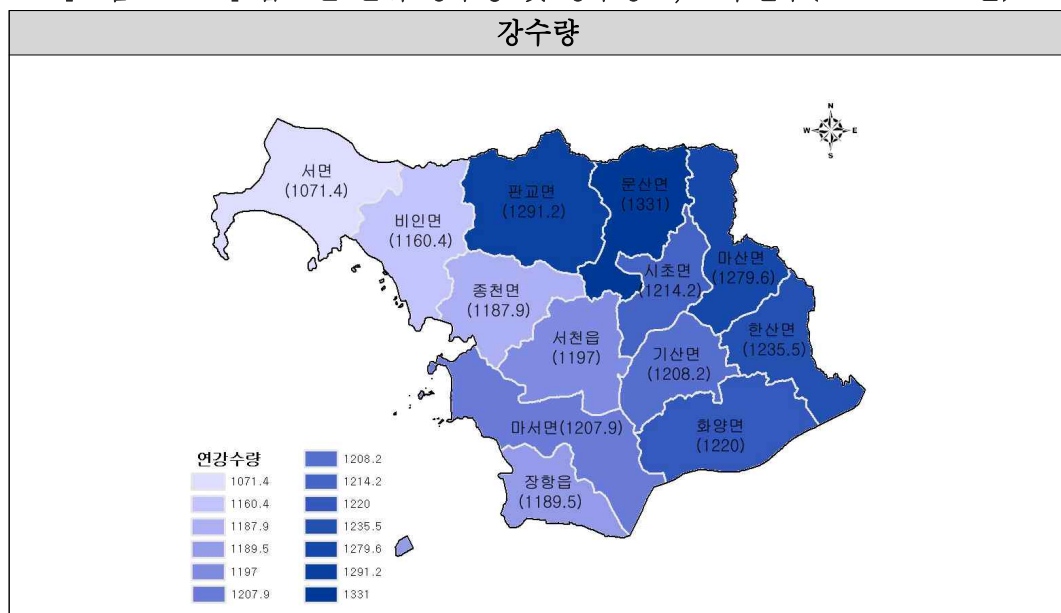 강수량
N
W E
S
서면
(1071.4)
비인면
(1160.4)
판교면
(1291.2)
문산면
(1331)
마산면
(1279.6)
시초면
(1214.2)
종천면
(1187.9)
서천읍
(1197)
기산면
(1208.2)
한산면
(1235.5)
화양면
(1220)
마서면(1207.9)
장항읍
(1189.5)
연강수량
1071.4
1160.4
1187.9
1189.5
1197
1207.9
1208.2
1214.2
1220
1235.5
1279.6
1291.2
1331